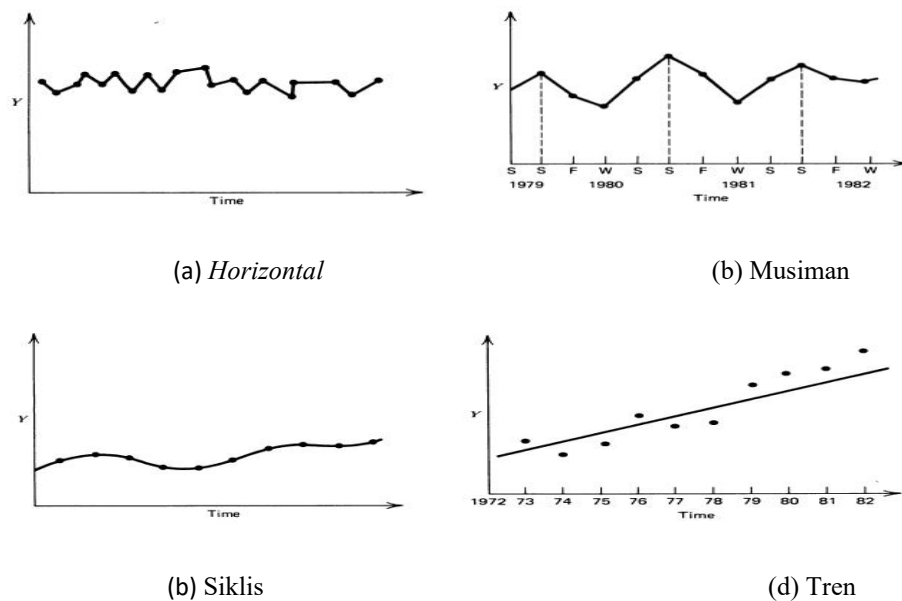 Y
Time
(a) Horizontal
Y
S S F W S S F W S S F W
1979 1980 1981 1982
Time
(b) Musiman
Y
Time
(b) Siklis
Y
1972 73 74 75 76 77 78 79 80 81 82
Time
(d) Tren